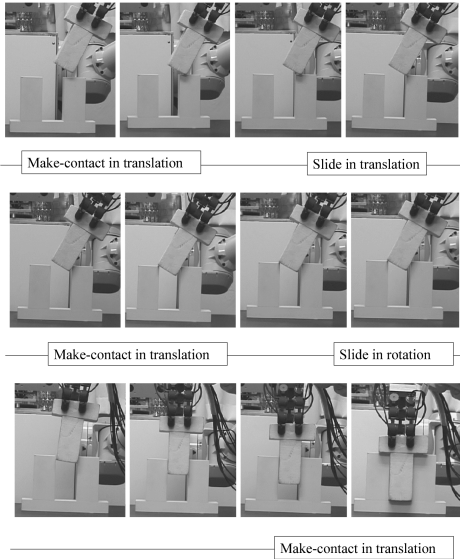 Make-contact in translation
Slide in translation
Make-contact in translation
Slide in rotation
Make-contact in translation